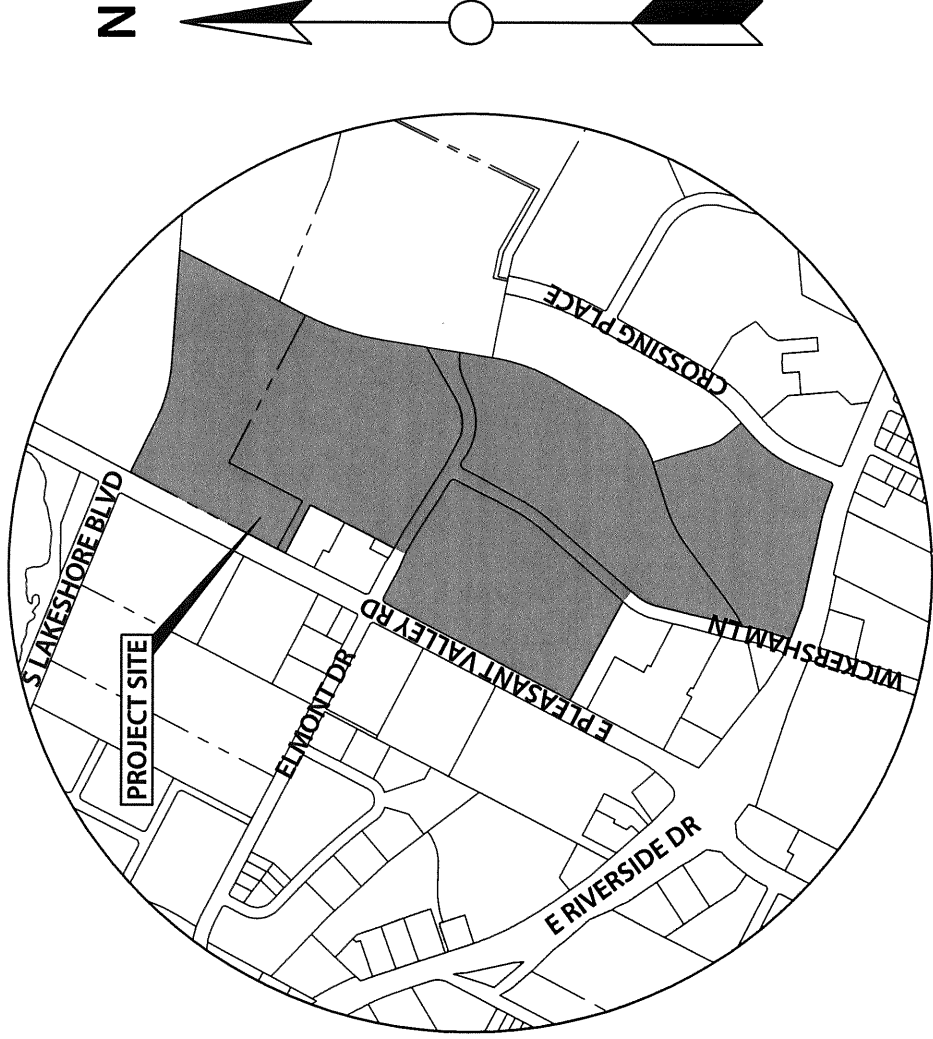 N
S LAKESHORE BLVD
PROJECT SITE
ELMONT DR
E PLEASANT VALLEY RD
CROSSING PLACE
WICKERSHAM LN
E RIVERSIDE DR